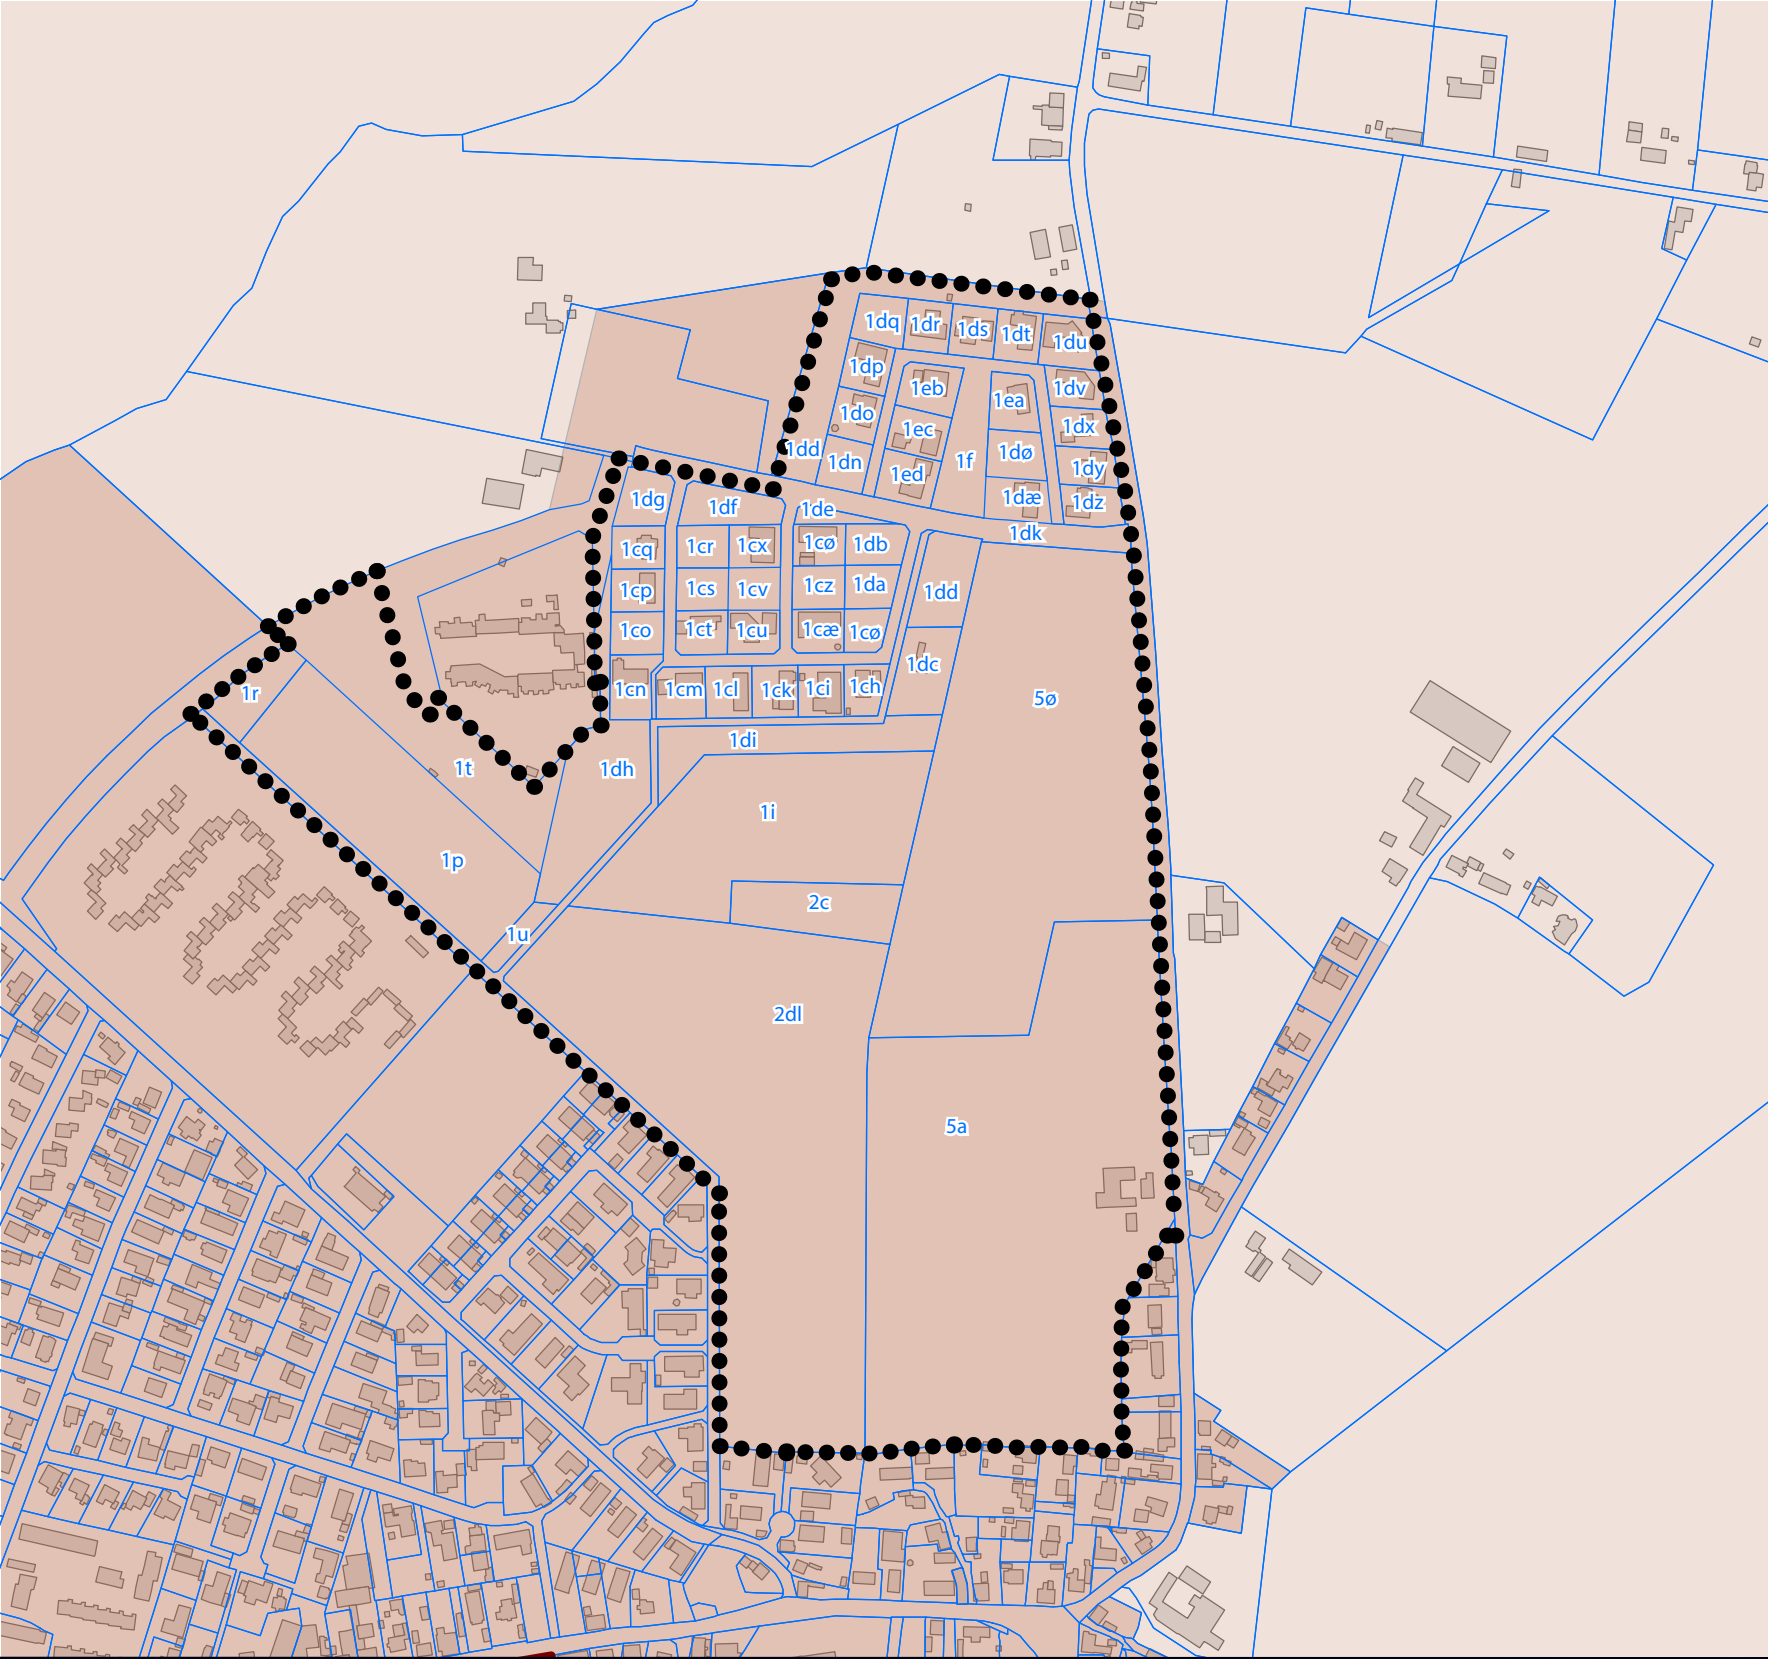 1dq 1dr 1ds 1dt 1du
1dp 1eb 1ea 1dv
1do 1ec 1dx
1dd 1dn 1ed 1f 1dø 1dy
1dg 1df 1de 1dæ 1dz
1dk
1cq 1cr 1cx 1cø 1db
1cp 1cs 1cv 1cz 1da 1dd
1co 1ct 1cu 1cæ 1cø
1dc
1r 1cn 1cm 1cl 1ck 1ci 1ch 5ø
1di
1t 1dh
1i
1p
2c
1u
2dl
5a